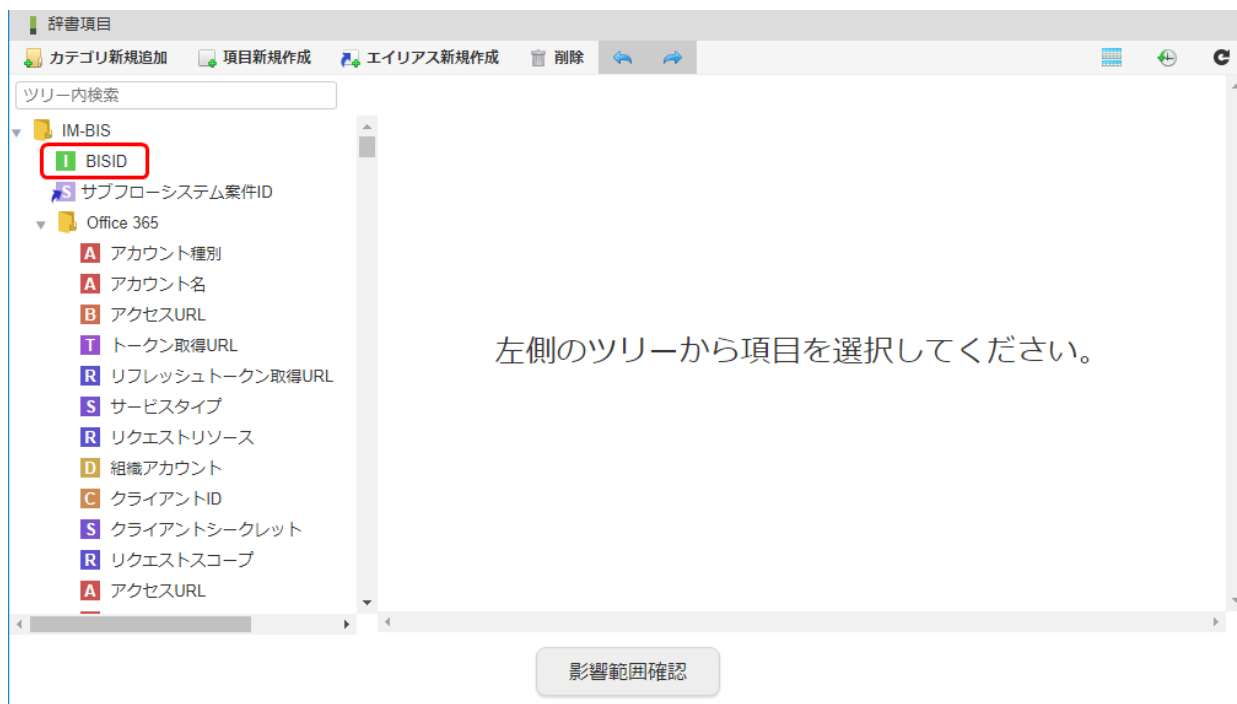 辞書項目
カテゴリ新規追加 項目新規作成 エイリアス新規作成 削除
ツリー内検索
IM-BIS
I BISID
S サブフローシステム案件ID
Office 365
A アカウント種別
A アカウント名
B アクセスURL
T トークン取得URL
R リフレッシュトークン取得URL
S サービスタイプ
R リクエストリソース
D 組織アカウント
C クライアントID
S クライアントシークレット
R リクエストスコープ
A アクセスURL
左側のツリーから項目を選択してください。
影響範囲確認